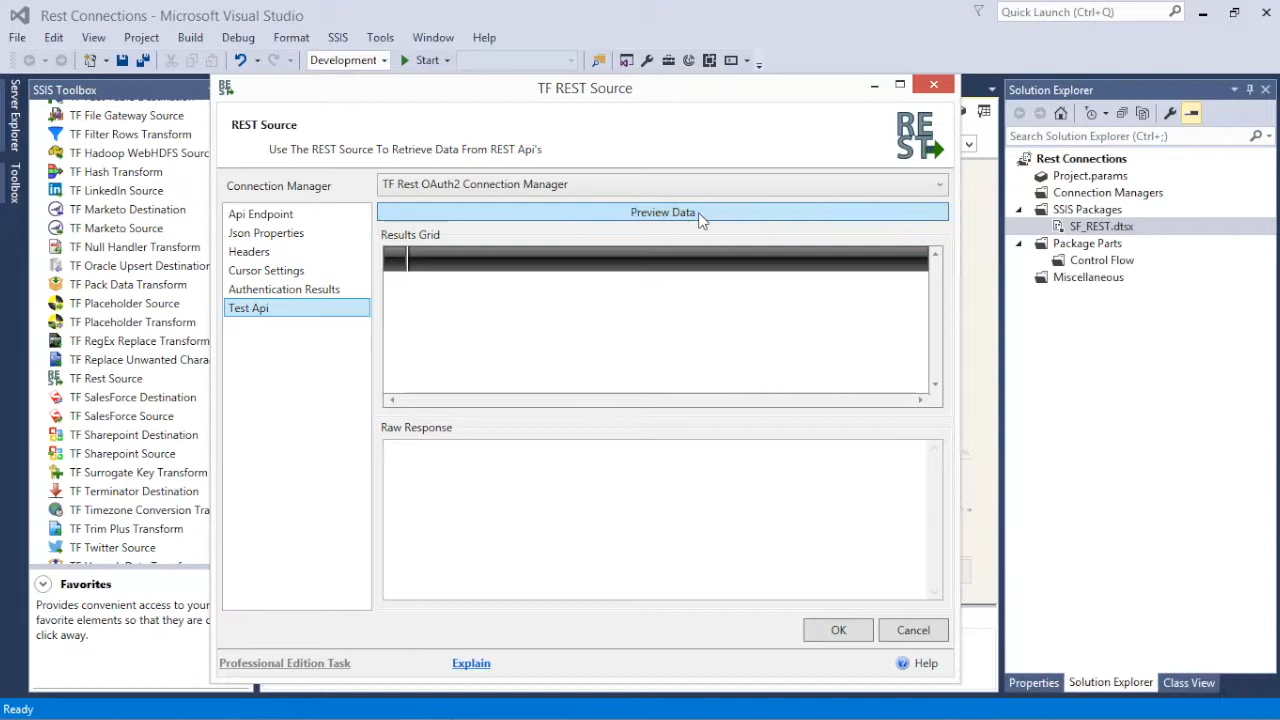 Rest Connections - Microsoft Visual Studio
Quick Launch (Ctrl+Q)
File Edit View Project Build Debug Format SSIS Tools Window Help
Development Start
Server Explorer
Toolbox
SSIS Toolbox
TF File Gateway Source
TF Filter Rows Transform
TF Hadoop WebHDFS Sourc
TF Hash Transform
TF LinkedIn Source
TF Marketo Destination
TF Marketo Source
TF Null Handler Transform
TF Oracle Upsert Destination
TF Pack Data Transform
TF Placeholder Source
TF Placeholder Transform
TF RegEx Replace Transform
TF Replace Unwanted Chara
TF Rest Source
TF SalesForce Destination
TF SalesForce Source
TF Sharepoint Destination
TF Sharepoint Source
TF Surrogate Key Transform
TF Terminator Destination
TF Timezone Conversion Tra
TF Trim Plus Transform
TF Twitter Source
Favorites
Provides convenient access to your
favorite elements so that they are c
click away.
TF REST Source
REST Source
Use The REST Source To Retrieve Data From REST Api's
REST
Connection Manager
TF Rest OAuth2 Connection Manager
Api Endpoint
Json Properties
Headers
Cursor Settings
Authentication Results
Test Api
Preview Data
Results Grid
Raw Response
OK Cancel
Professional Edition Task
Explain
Help
Solution Explorer
Search Solution Explorer (Ctrl+;)
Rest Connections
Project.params
Connection Managers
SSIS Packages
SF_REST.dtsx
Package Parts
Control Flow
Miscellaneous
Properties Solution Explorer Class View
Ready